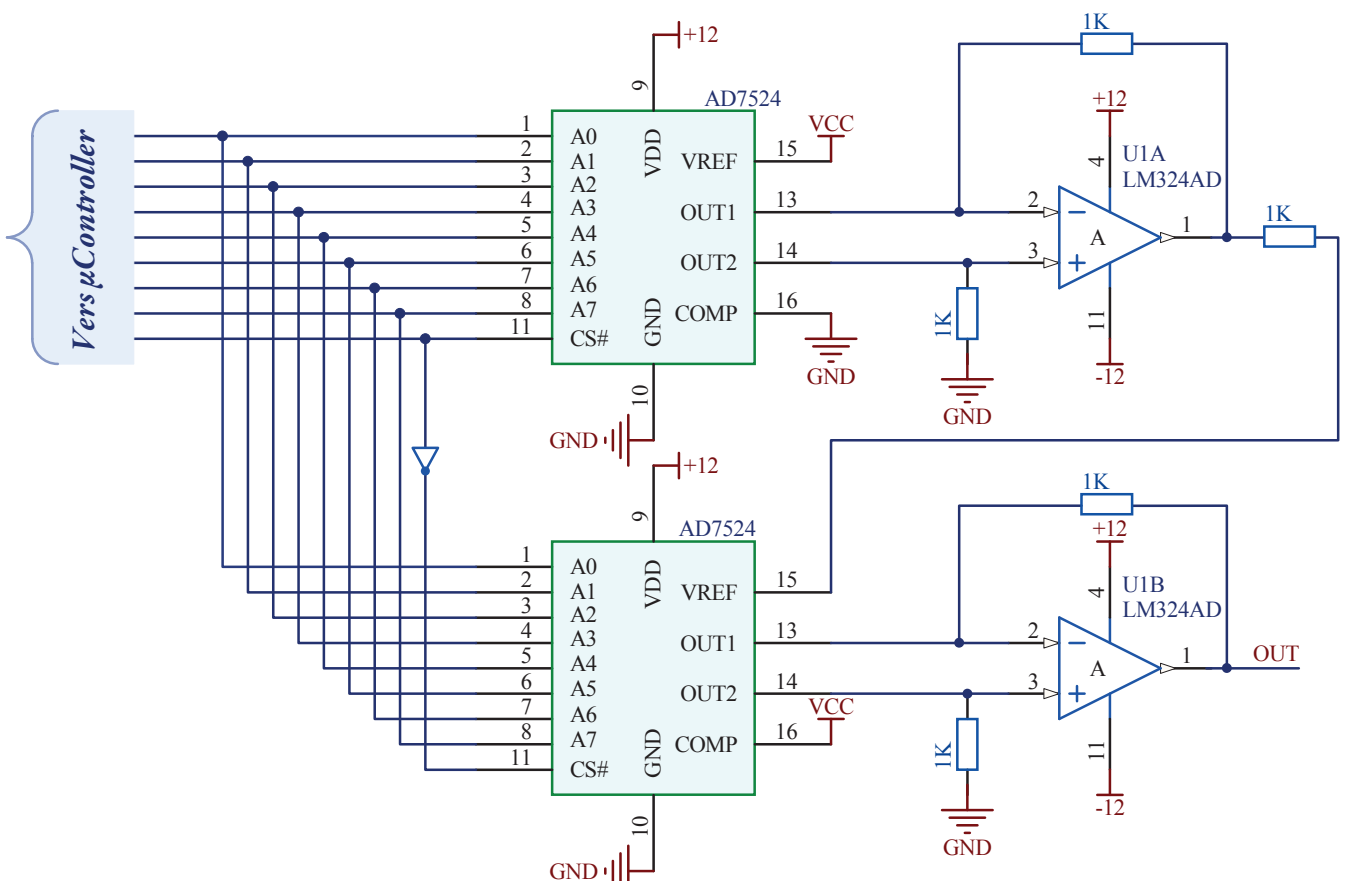 Vers µController
+12
9
AD7524
1 A0
2 A1
3 A2
4 A3
5 A4
6 A5
7 A6
8 A7
11 CS#
VDD
GND
VREF 15
VCC
OUT1 13
OUT2 14
COMP 16
GND
10
GND
1K
GND
1K
+12
4
U1A
LM324AD
2
3
A
1
11
-12
1K
+12
9
AD7524
1 A0
2 A1
3 A2
4 A3
5 A4
6 A5
7 A6
8 A7
11 CS#
VDD
GND
VREF 15
OUT1 13
OUT2 14
VCC
COMP 16
10
GND
1K
GND
1K
+12
4
U1B
LM324AD
2
3
A
1
OUT
11
-12